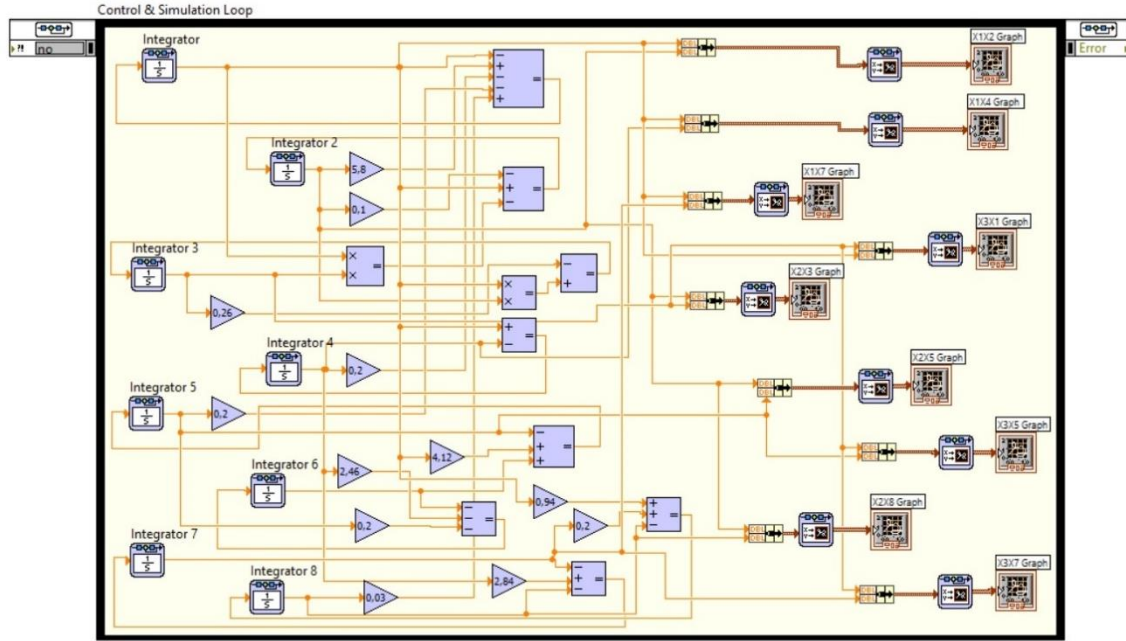 Control & Simulation Loop
no
Error
Integrator
X1X2 Graph
X1X4 Graph
Integrator 2
5,8
0,1
X1X7 Graph
X3X1 Graph
Integrator 3
0,26
X2X3 Graph
Integrator 4
0,2
X2X5 Graph
Integrator 5
0,2
X3X5 Graph
4,12
Integrator 6
2,46
0,94
0,2
0,2
X2X8 Graph
Integrator 7
Integrator 8
2,84
0,03
X3X7 Graph